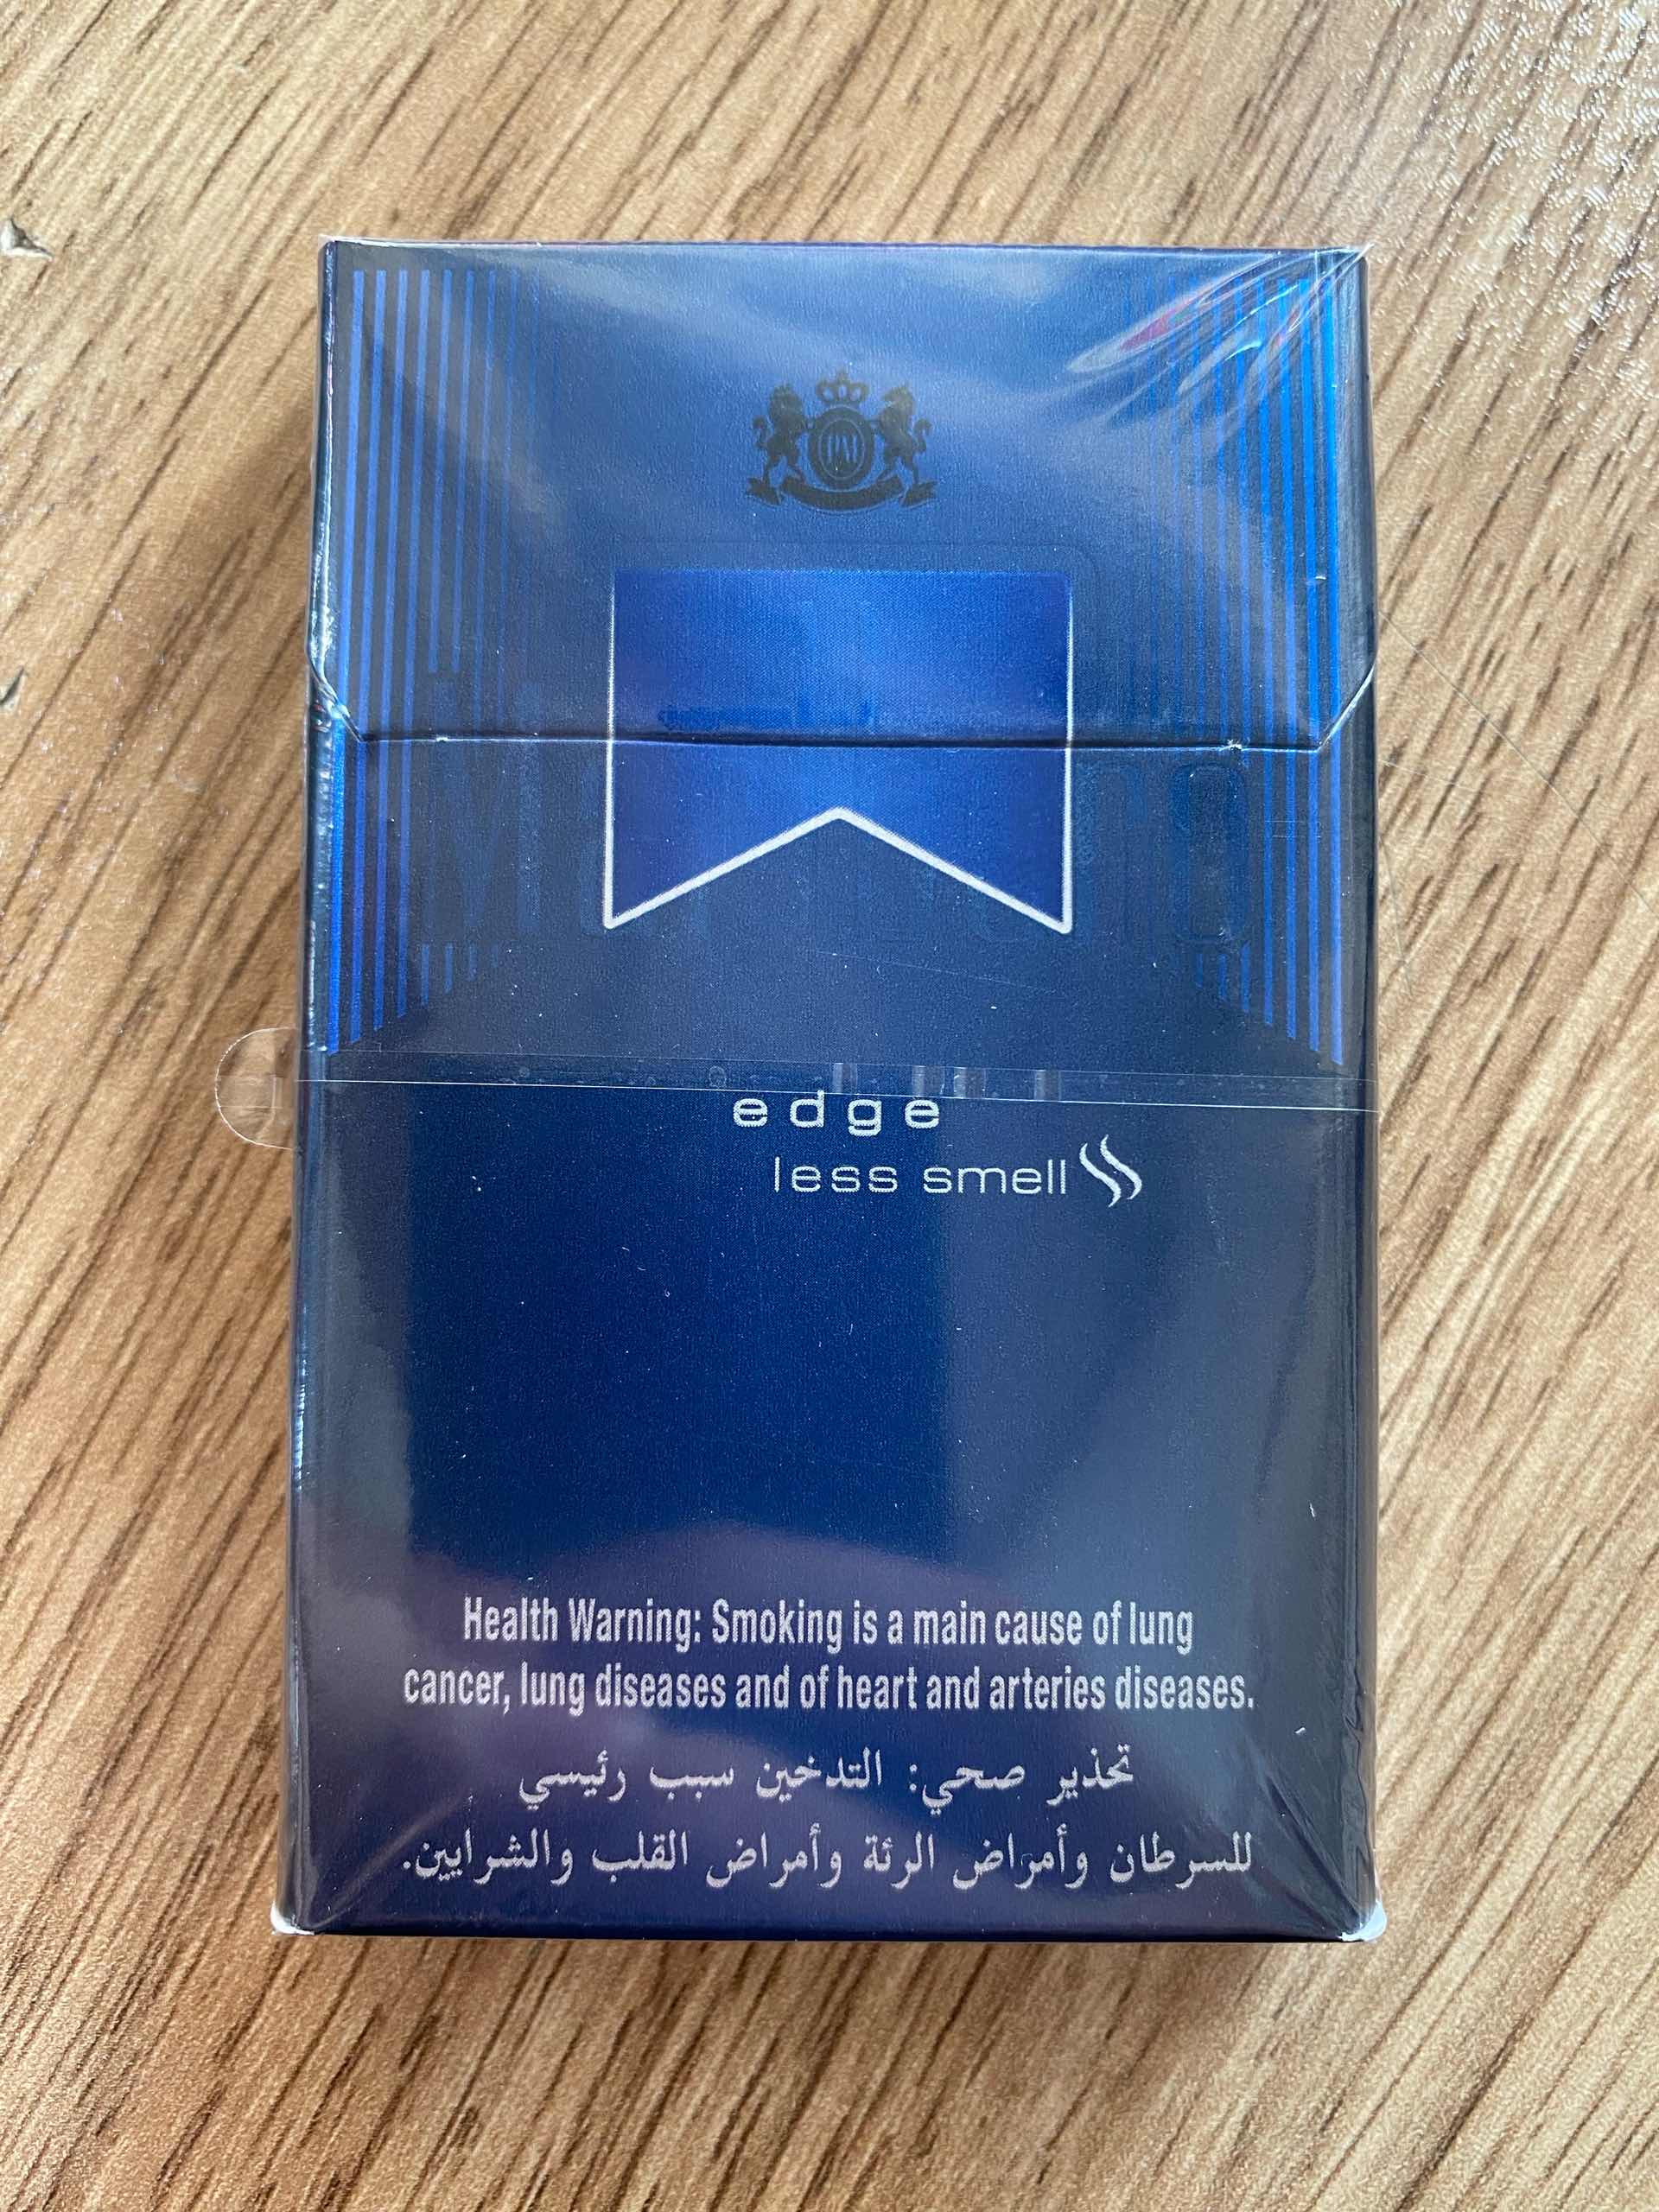 edge
less smell
Health Warning: Smoking is a main cause of lung
cancer, lung diseases and of heart and arteries diseases.
تحذير صحي: التدخين سبب رئيسي
للسرطان وأمراض الرئة وأمراض القلب والشرايين.